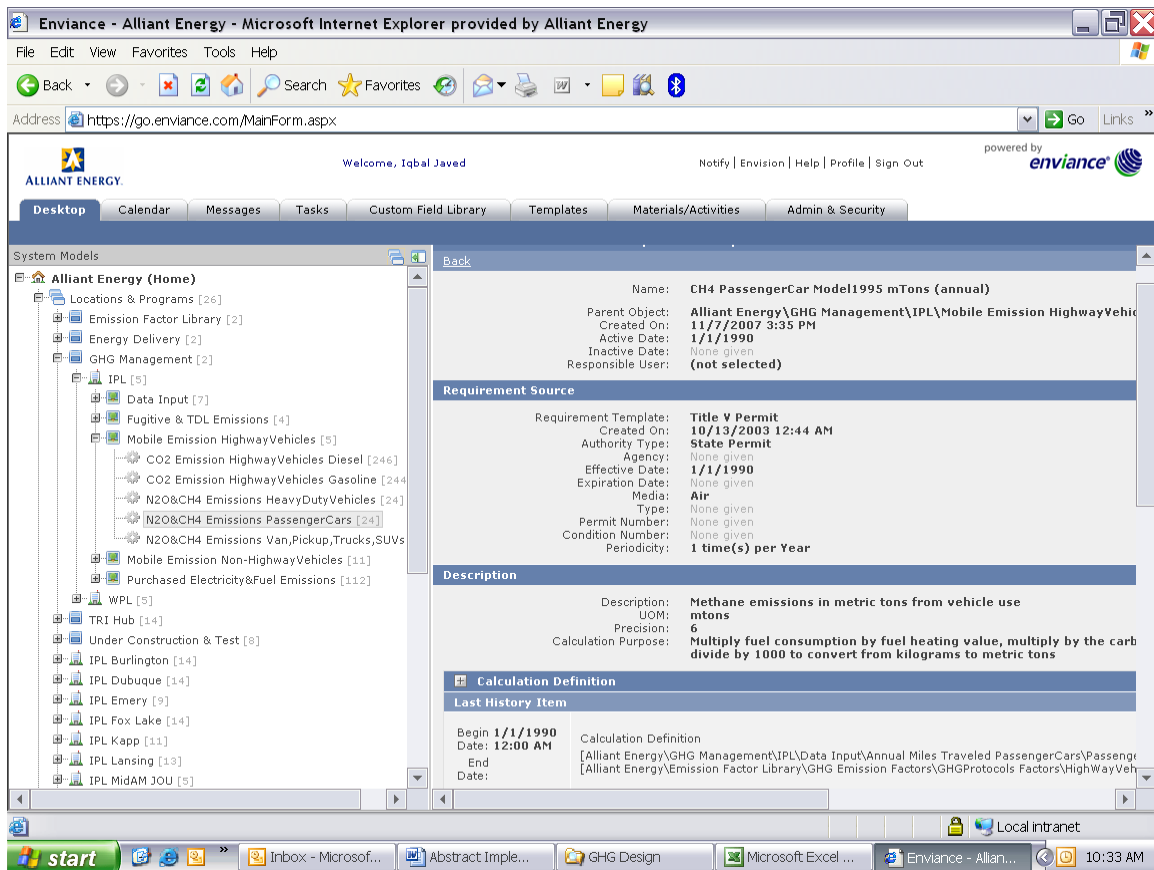 Enviance - Alliant Energy - Microsoft Internet Explorer provided by Alliant Energy
File Edit View Favorites Tools Help
Back Search Favorites
Address https://go.enviance.com/MainForm.aspx Go Links »
ALLIANT ENERGY.
Welcome, Iqbal Javed
Notify | Envision | Help | Profile | Sign Out
powered by
enviance
Desktop Calendar Messages Tasks Custom Field Library Templates Materials/Activities Admin & Security
System Models
Alliant Energy (Home)
Locations & Programs [26]
Emission Factor Library [2]
Energy Delivery [2]
GHG Management [2]
IPL [5]
Data Input [7]
Fugitive & TDL Emissions [4]
Mobile Emission HighwayVehicles [5]
CO2 Emission HighwayVehicles Diesel [246]
CO2 Emission HighwayVehicles Gasoline [244
N2O&CH4 Emissions HeavyDutyVehicles [24]
N2O&CH4 Emissions PassengerCars [24]
N2O&CH4 Emissions Van,Pickup,Trucks,SUVs
Mobile Emission Non-HighwayVehicles [11]
Purchased Electricity&Fuel Emissions [112]
WPL [5]
TRI Hub [14]
Under Construction & Test [8]
IPL Burlington [14]
IPL Dubuque [14]
IPL Emery [9]
IPL Fox Lake [14]
IPL Kapp [11]
IPL Lansing [13]
IPL MidAM JOU [5]
Back
Name: CH4 PassengerCar Model1995 mTons (annual)
Parent Object: Alliant Energy\GHG Management\IPL\Mobile Emission HighwayVehic
Created On: 11/7/2007 3:35 PM
Active Date: 1/1/1990
Inactive Date: None given
Responsible User: (not selected)
Requirement Source
Requirement Template: Title V Permit
Created On: 10/13/2003 12:44 AM
Authority Type: State Permit
Agency: None given
Effective Date: 1/1/1990
Expiration Date: None given
Media: Air
Type: None given
Permit Number: None given
Condition Number: None given
Periodicity: 1 time(s) per Year
Description
Description: Methane emissions in metric tons from vehicle use
UOM: mtons
Precision: 6
Calculation Purpose: Multiply fuel consumption by fuel heating value, multiply by the carb
divide by 1000 to convert from kilograms to metric tons
Calculation Definition
Last History Item
Begin Date: 1/1/1990 12:00 AM
End Date:
Calculation Definition
[Alliant Energy\GHG Management\IPL\Data Input\Annual Miles Traveled PassengerCars\Passenge
[Alliant Energy\Emission Factor Library\GHG Emission Factors\GHGProtocols Factors\HighWayVeh
Local intranet
start » Inbox - Microsof... Abstract Imple... GHG Design Microsoft Excel ... Enviance - Allian... 10:33 AM